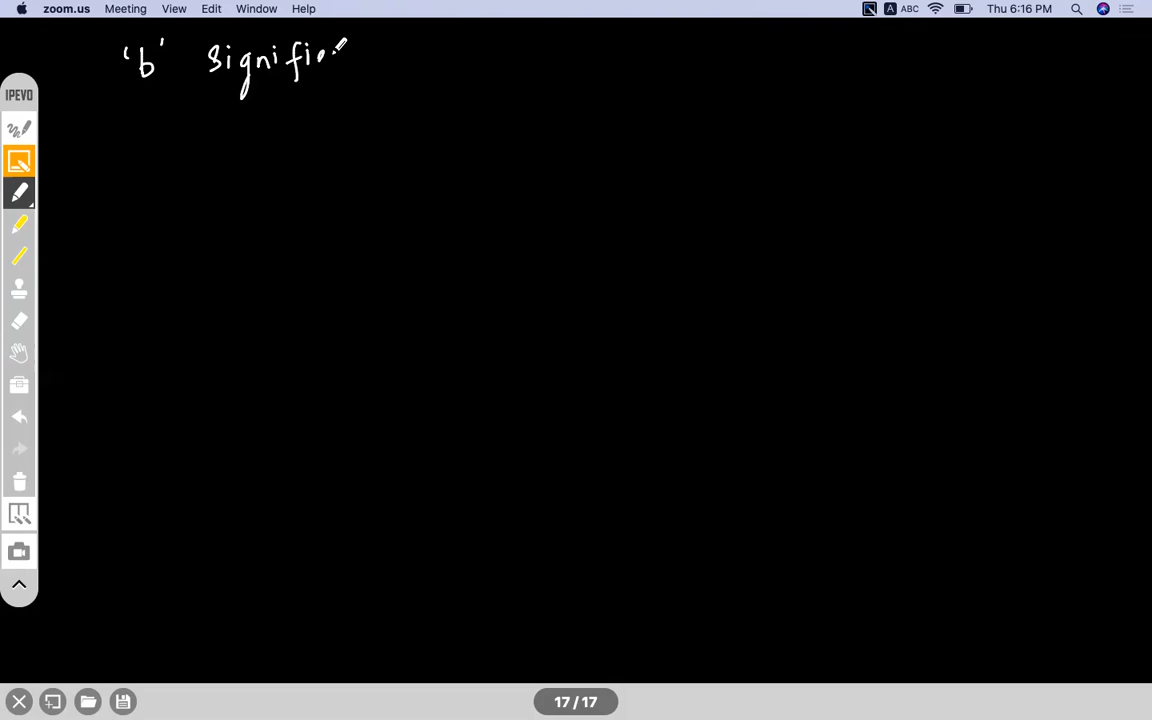 zoom.us Meeting View Edit Window Help A ABC Thu 6:16 PM
'b' signifi
IPEVO
17/17